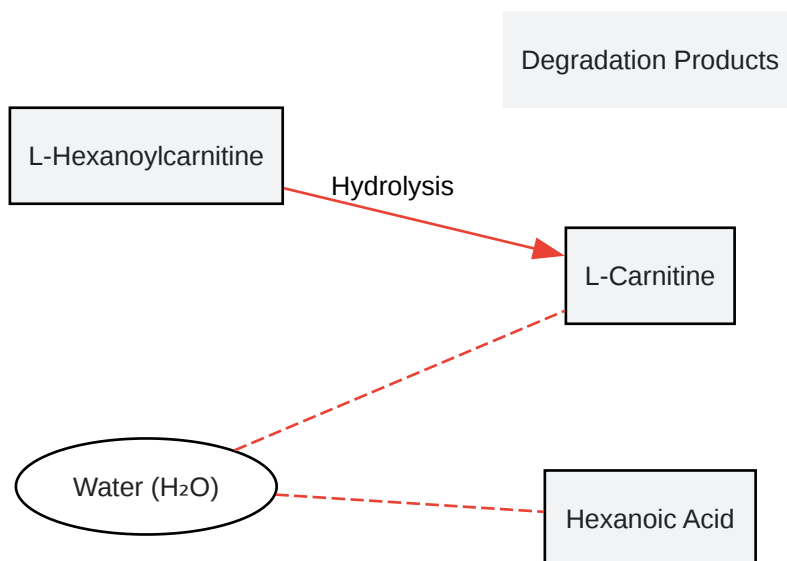 Degradation Products
L-Hexanoylcarnitine
Hydrolysis
L-Carnitine
Water (H₂O)
Hexanoic Acid